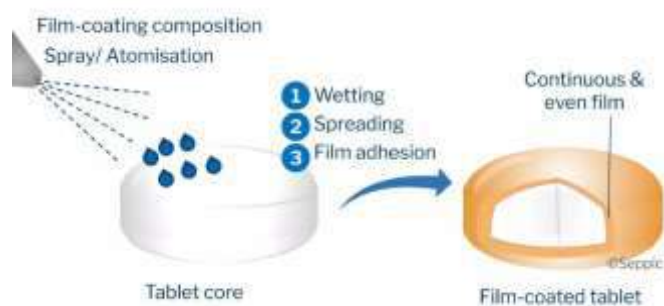 Film-coating composition
Spray/ Atomisation
1 Wetting
2 Spreading
3 Film adhesion
Continuous &
even film
©Seppic
Tablet core
Film-coated tablet